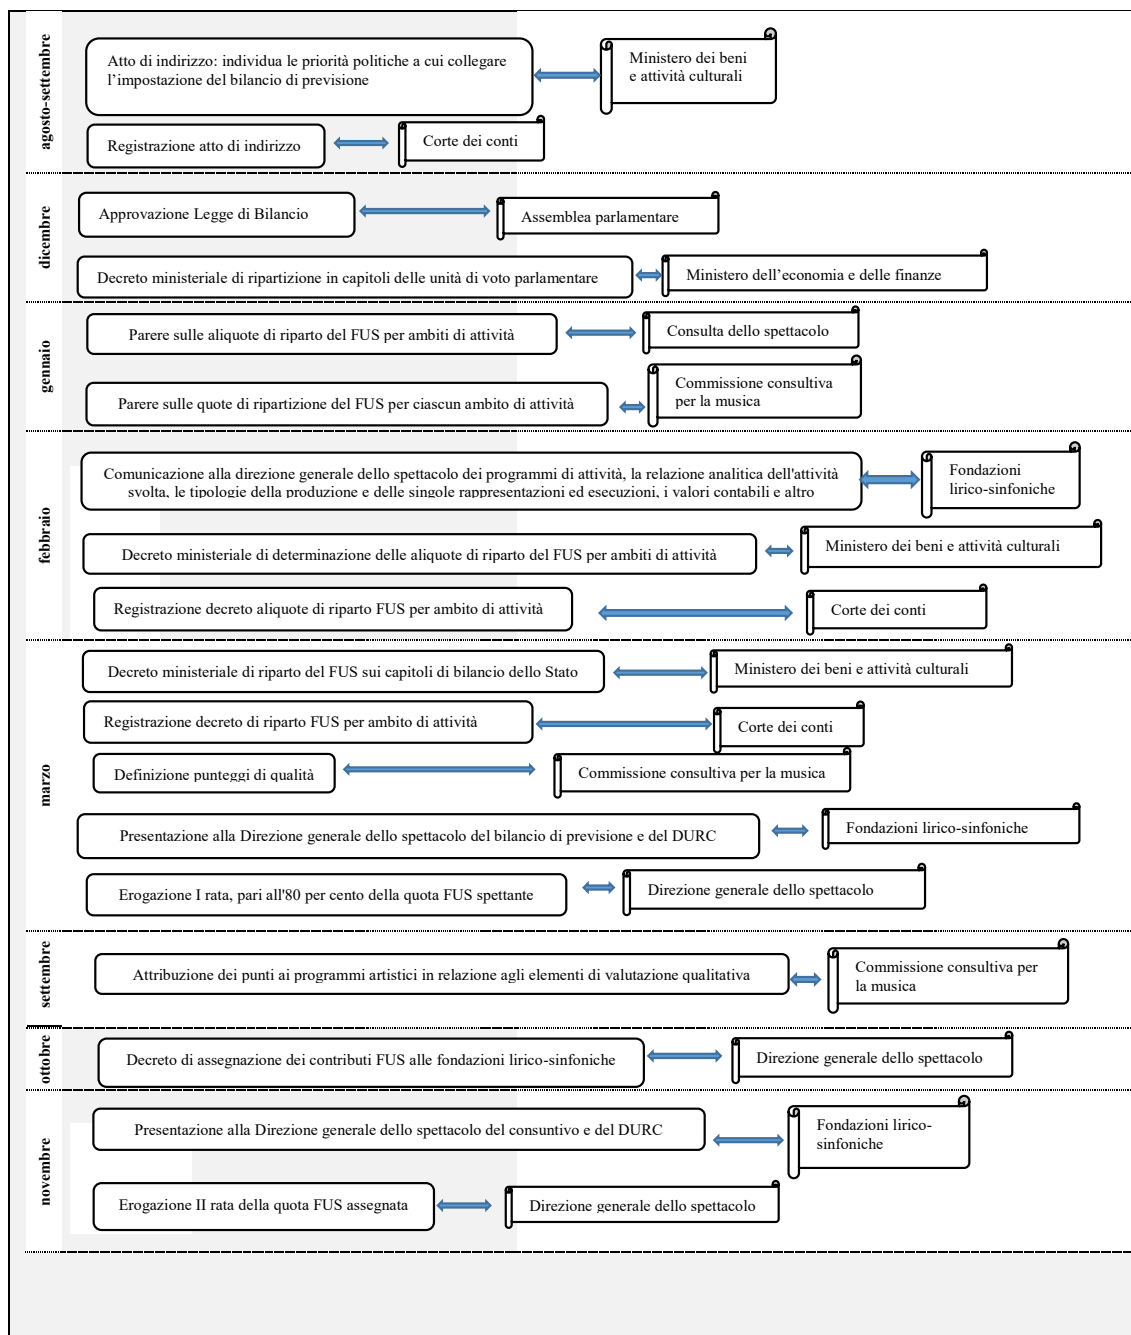 agosto-settembre
Atto di indirizzo: individua le priorità politiche a cui collegare
l'impostazione del bilancio di previsione
Ministero dei beni
e attività culturali
Registrazione atto di indirizzo
Corte dei conti
dicembre
Approvazione Legge di Bilancio
Assemblea parlamentare
Decreto ministeriale di ripartizione in capitoli delle unità di voto parlamentare
Ministero dell'economia e delle finanze
gennaio
Parere sulle aliquote di riparto del FUS per ambiti di attività
Consulta dello spettacolo
Parere sulle quote di ripartizione del FUS per ciascun ambito di attività
Commissione consultiva
per la musica
febbraio
Comunicazione alla direzione generale dello spettacolo dei programmi di attività, la relazione analitica dell'attività
svolta, le tipologie della produzione e delle singole rappresentazioni ed esecuzioni, i valori contabili e altro
Fondazioni
lirico-sinfoniche
Decreto ministeriale di determinazione delle aliquote di riparto del FUS per ambiti di attività
Ministero dei beni e attività culturali
Registrazione decreto aliquote di riparto FUS per ambito di attività
Corte dei conti
marzo
Decreto ministeriale di riparto del FUS sui capitoli di bilancio dello Stato
Ministero dei beni e attività culturali
Registrazione decreto di riparto FUS per ambito di attività
Corte dei conti
Definizione punteggi di qualità
Commissione consultiva per la musica
Presentazione alla Direzione generale dello spettacolo del bilancio di previsione e del DURC
Fondazioni lirico-sinfoniche
Erogazione I rata, pari all'80 per cento della quota FUS spettante
Direzione generale dello spettacolo
settembre
Attribuzione dei punti ai programmi artistici in relazione agli elementi di valutazione qualitativa
Commissione consultiva per
la musica
ottobre
Decreto di assegnazione dei contributi FUS alle fondazioni lirico-sinfoniche
Direzione generale dello spettacolo
novembre
Presentazione alla Direzione generale dello spettacolo del consuntivo e del DURC
Fondazioni lirico-
sinfoniche
Erogazione II rata della quota FUS assegnata
Direzione generale dello spettacolo